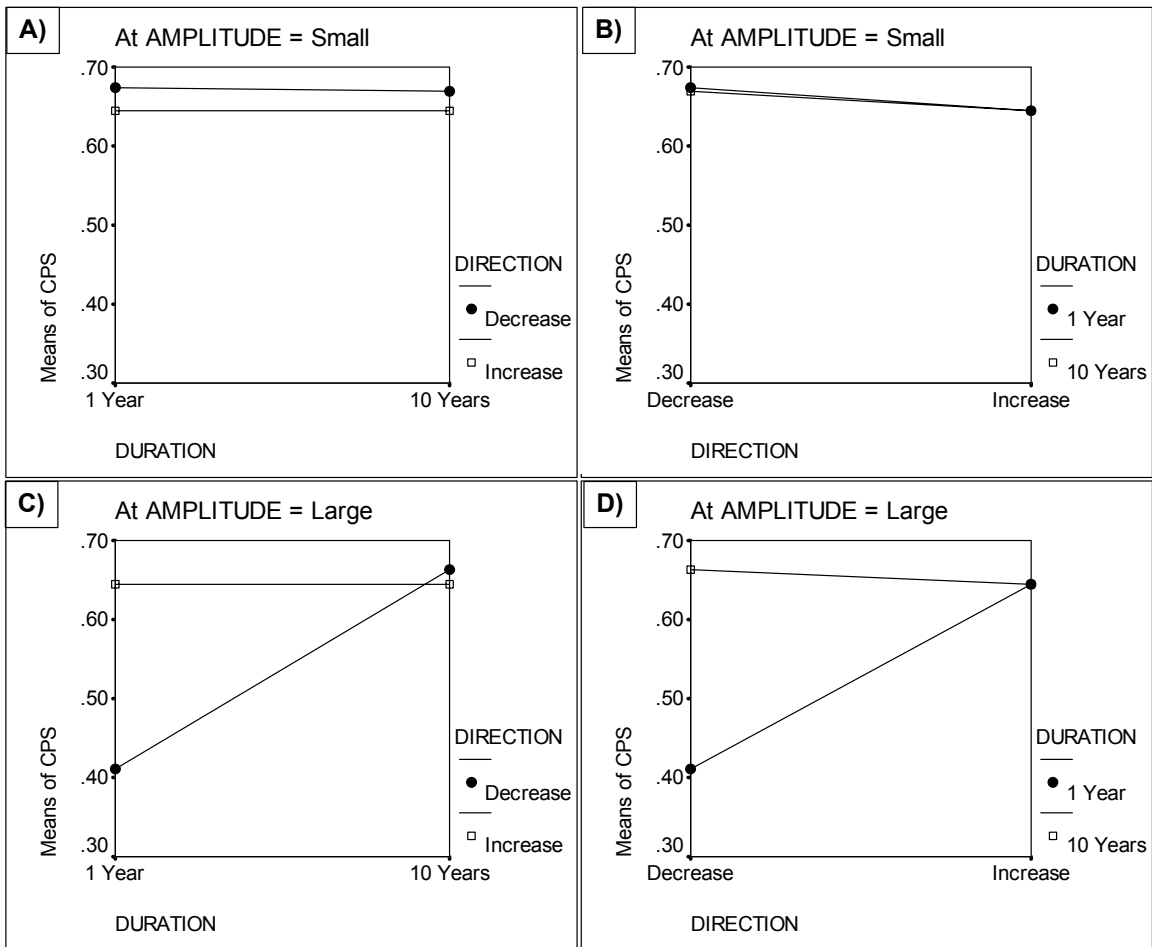 A)
At AMPLITUDE = Small
.70
.60
.50
.40
.30
Means of CPS
1 Year
10 Years
DURATION
DIRECTION
Decrease
Increase
B)
At AMPLITUDE = Small
.70
.60
.50
.40
.30
Means of CPS
Decrease
Increase
DIRECTION
DURATION
1 Year
10 Years
C)
At AMPLITUDE = Large
.70
.60
.50
.40
.30
Means of CPS
1 Year
10 Years
DURATION
DIRECTION
Decrease
Increase
D)
At AMPLITUDE = Large
.70
.60
.50
.40
.30
Means of CPS
Decrease
Increase
DIRECTION
DURATION
1 Year
10 Years